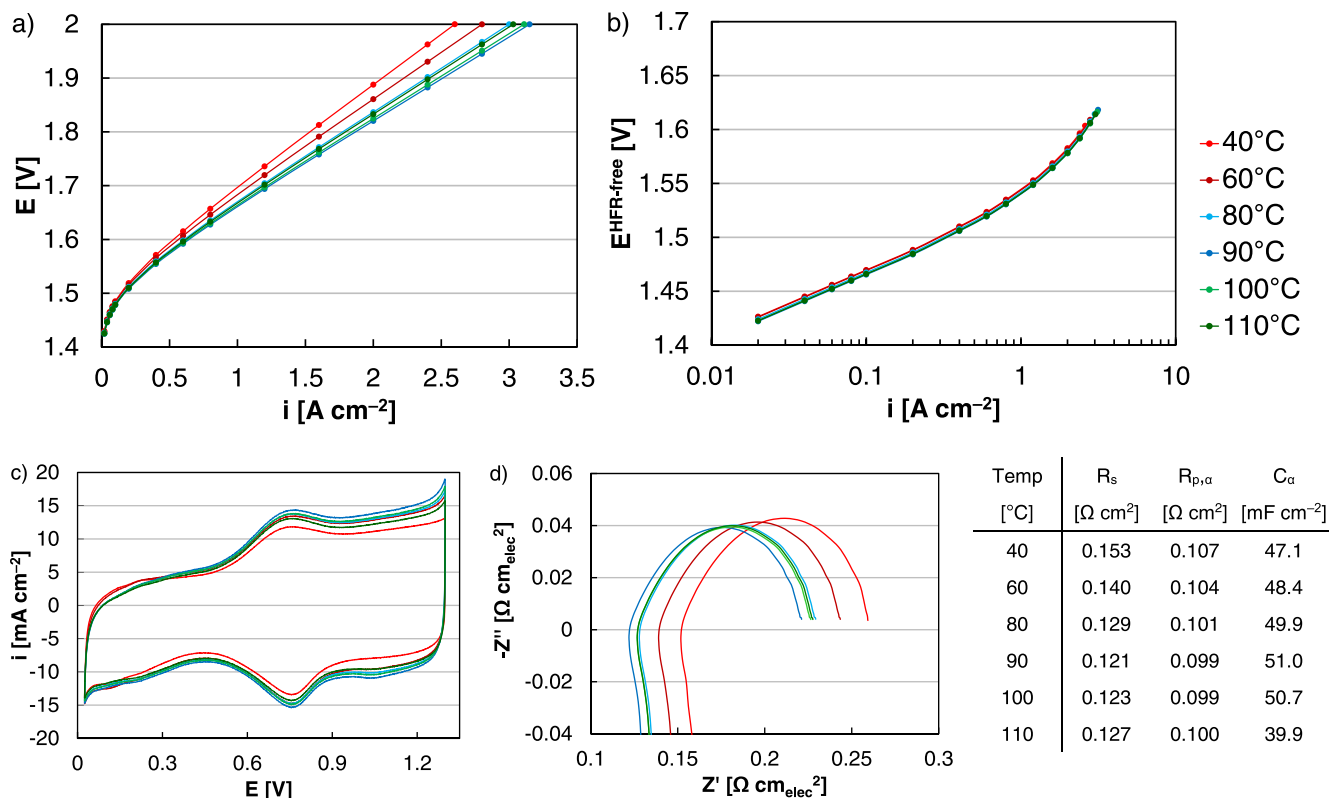 a)
2
1.9
1.8
1.7
1.6
1.5
1.4
E [V]
0 0.5 1 1.5 2 2.5 3 3.5
i [A cm⁻²]
b)
1.7
1.65
1.6
1.55
1.5
1.45
1.4
E^HFR-free [V]
0.01 0.1 1 10
i [A cm⁻²]
40°C
60°C
80°C
90°C
100°C
110°C
c)
20
15
10
5
0
-5
-10
-15
-20
i [mA cm⁻²]
0 0.3 0.6 0.9 1.2
E [V]
d)
0.06
0.04
0.02
0
-0.02
-0.04
-Z'' [Ω cm_elec²]
0.1 0.15 0.2 0.25 0.3
Z' [Ω cm_elec²]
Temp R_s R_p,α C_α
[°C] [Ω cm²] [Ω cm²] [mF cm⁻²]
40 0.153 0.107 47.1
60 0.140 0.104 48.4
80 0.129 0.101 49.9
90 0.121 0.099 51.0
100 0.123 0.099 50.7
110 0.127 0.100 39.9